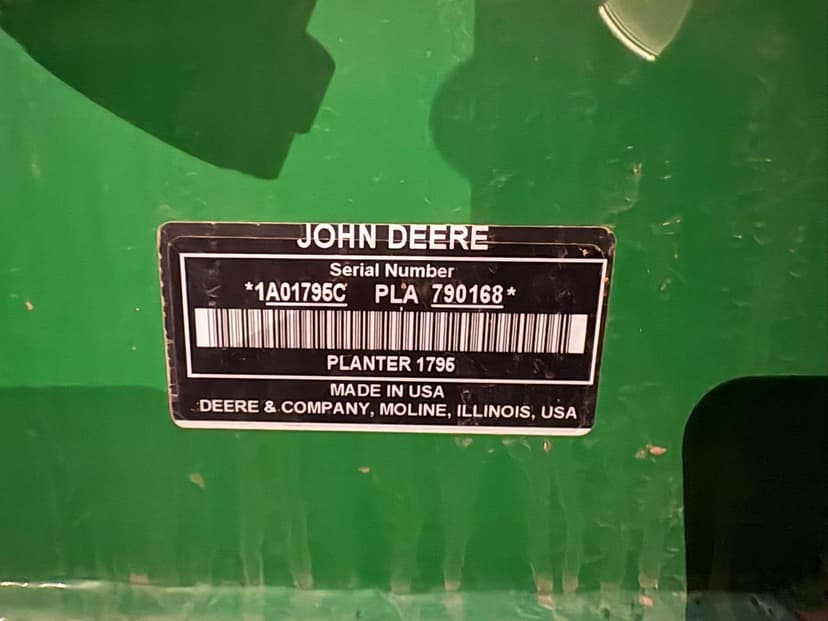 JOHN DEERE
Serial Number
*1A01795C PLA 790168*
PLANTER 1795
MADE IN USA
DEERE & COMPANY, MOLINE, ILLINOIS, USA